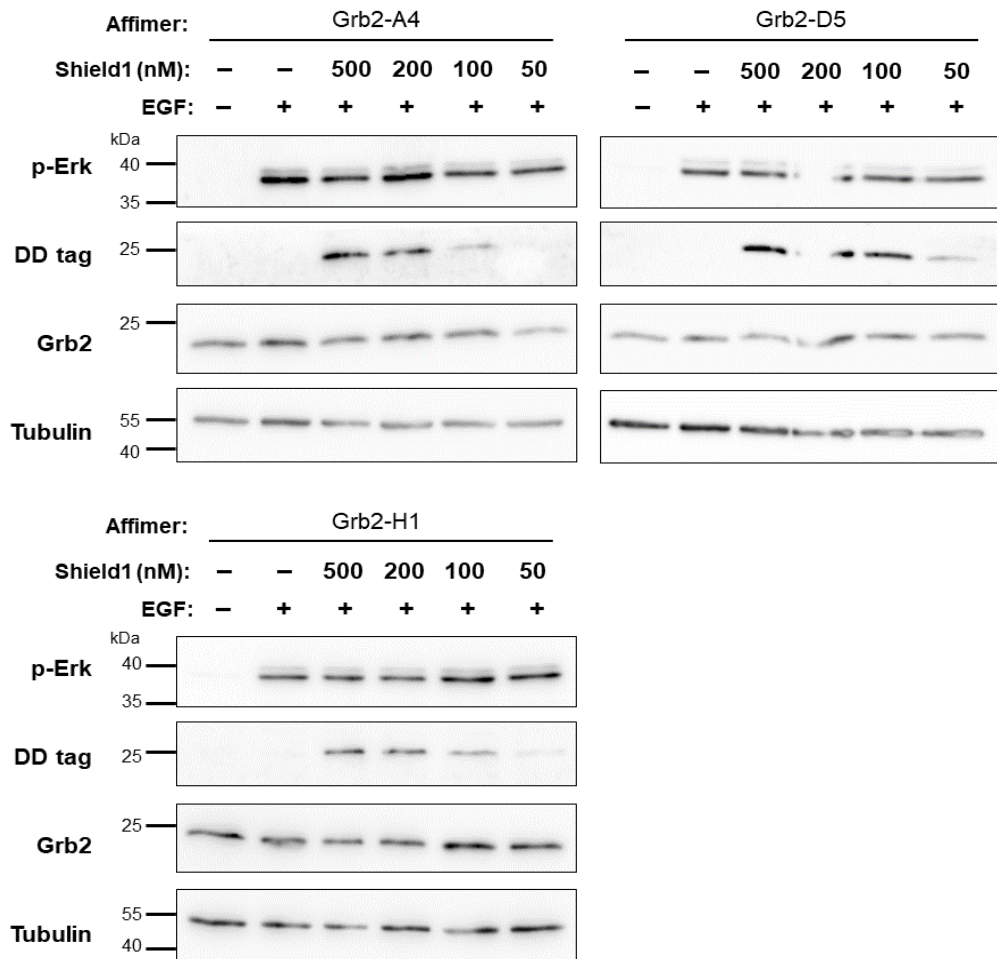 Affimer: Grb2-A4 Grb2-D5
Shield1 (nM): – – 500 200 100 50 – – 500 200 100 50
EGF: – + + + + + – + + + + +
kDa
p-Erk 40
35
DD tag 25
Grb2 25
Tubulin 55
40
Affimer: Grb2-H1
Shield1 (nM): – – 500 200 100 50
EGF: – + + + + +
kDa
p-Erk 40
35
DD tag 25
Grb2 25
Tubulin 55
40